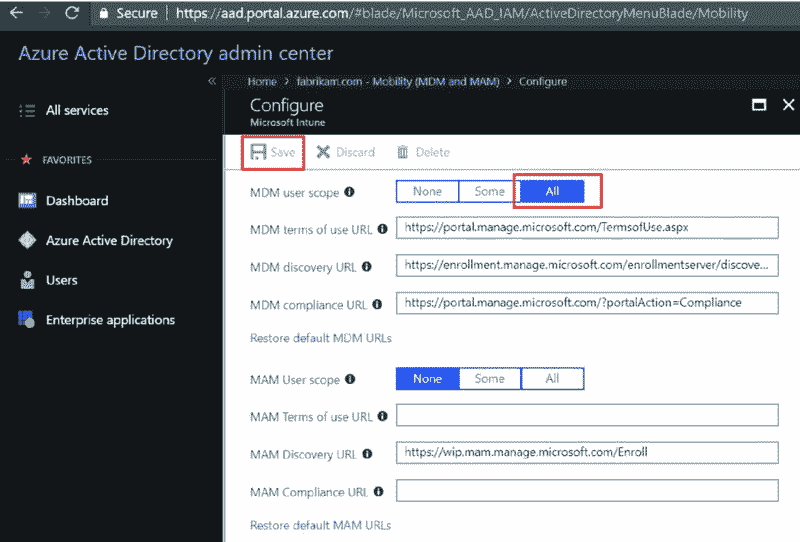 Secure https://aad.portal.azure.com/#blade/Microsoft_AAD_IAM/ActiveDirectoryMenuBlade/Mobility
Azure Active Directory admin center
Home > fabrikam.com - Mobility (MDM and MAM) > Configure
Configure
Microsoft Intune
All services
FAVORITES
Dashboard
Azure Active Directory
Users
Enterprise applications
Save Discard Delete
MDM user scope None Some All
MDM terms of use URL https://portal.manage.microsoft.com/TermsofUse.aspx
MDM discovery URL https://enrollment.manage.microsoft.com/enrollmentserver/discove...
MDM compliance URL https://portal.manage.microsoft.com/?portalAction=Compliance
Restore default MDM URLs
MAM User scope None Some All
MAM Terms of use URL
MAM Discovery URL https://wip.mam.manage.microsoft.com/Enroll
MAM Compliance URL
Restore default MAM URLs